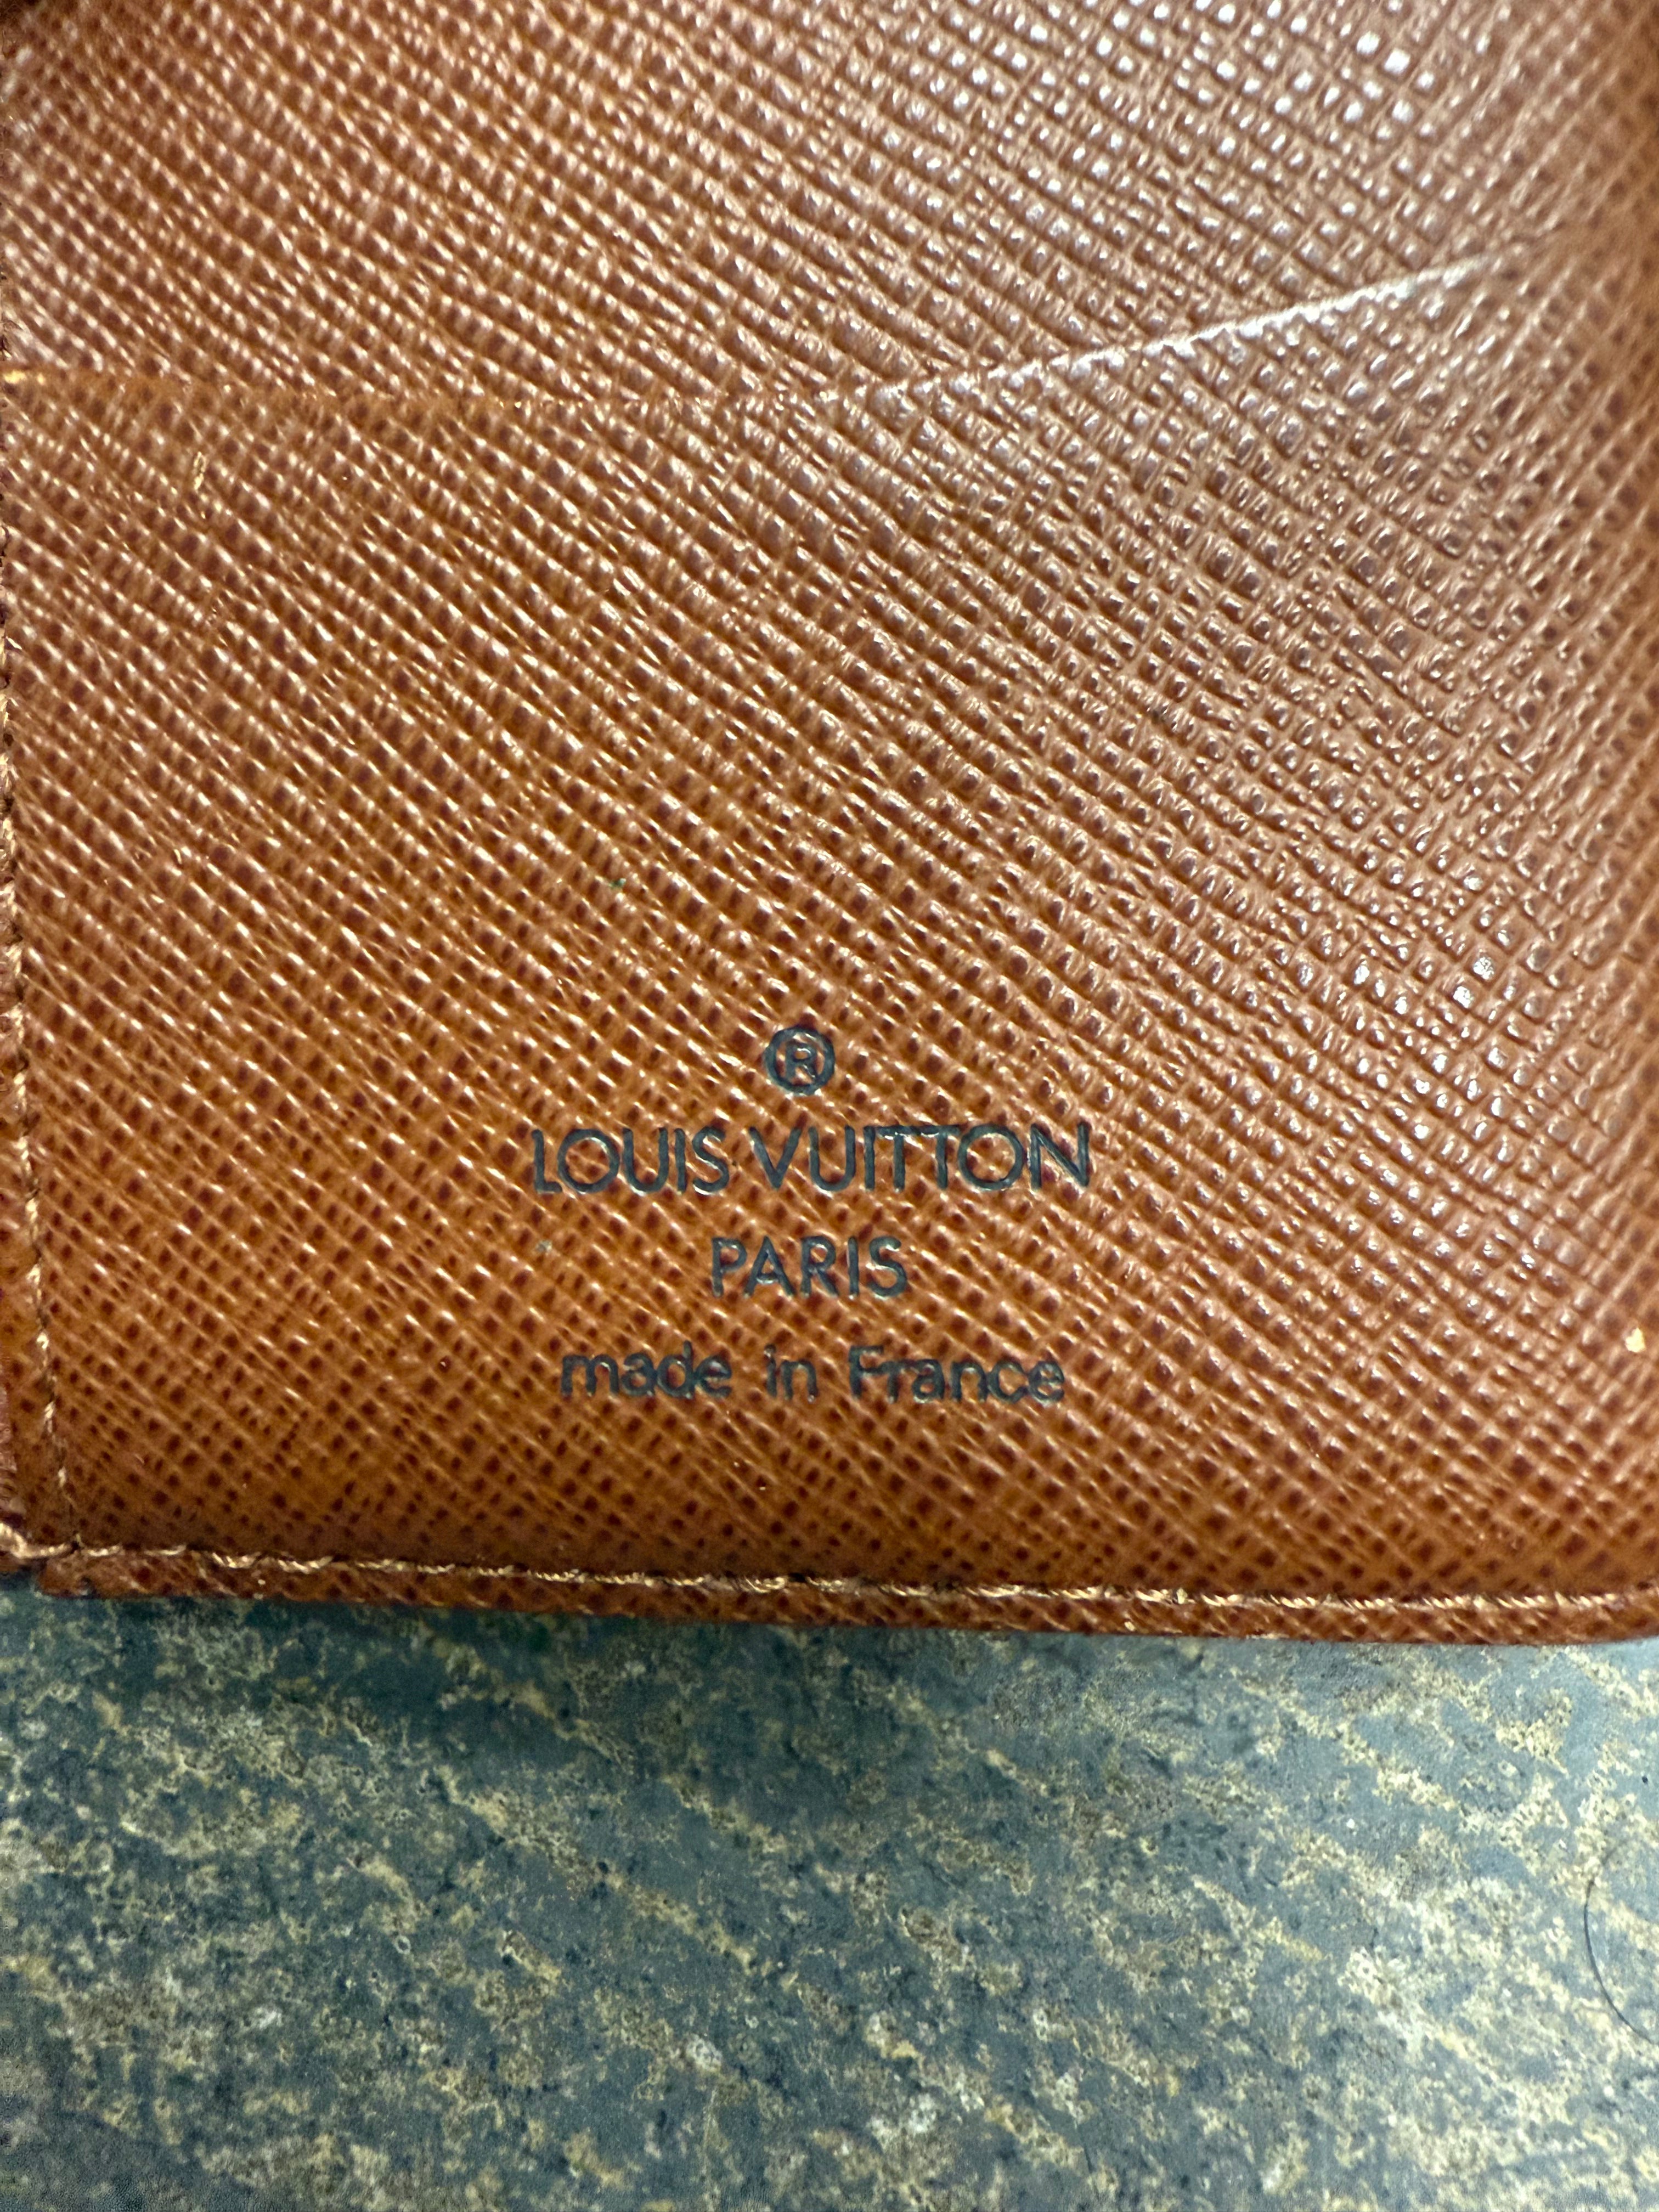 ®
LOUIS VUITTON
PARIS
made in France